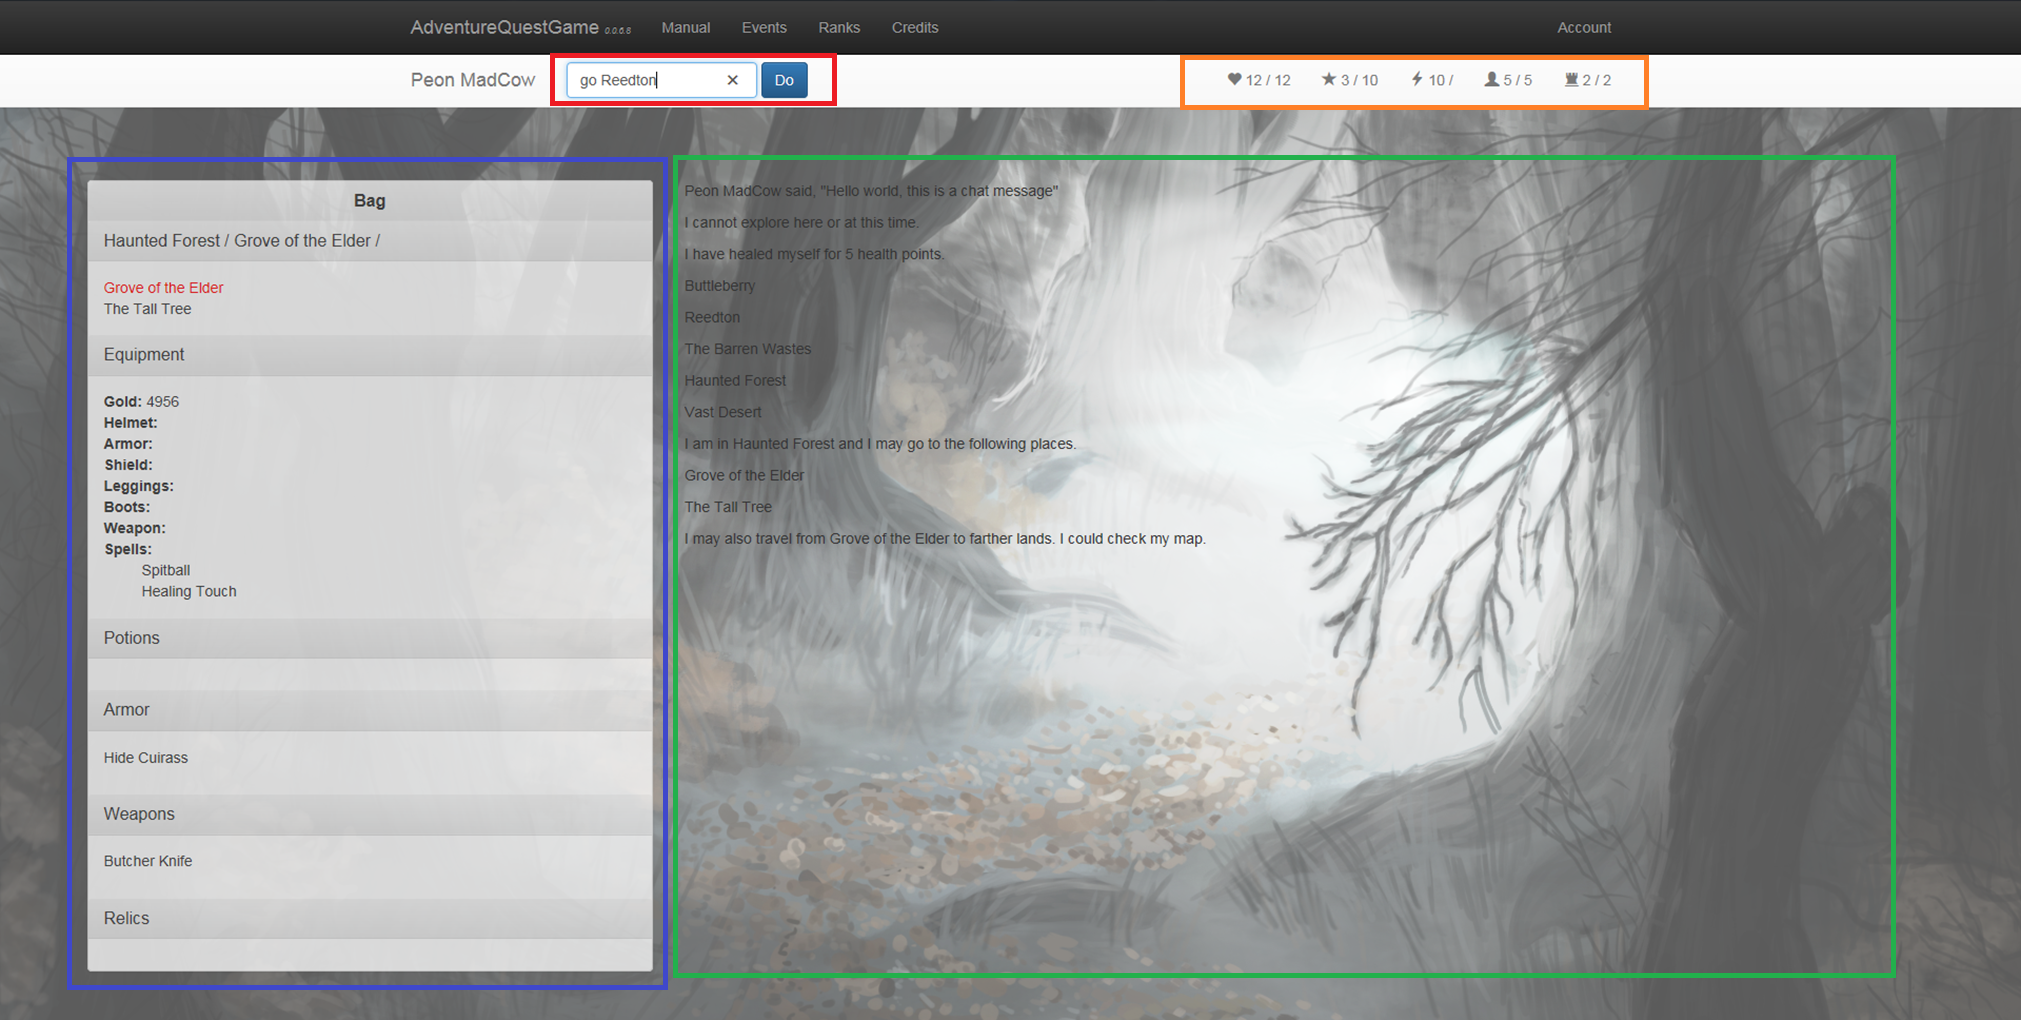 AdventureQuestGame 0.0.6.8 Manual Events Ranks Credits Account
Peon MadCow go Reedton × Do 12 / 12 3 / 10 10 / 5 / 5 2 / 2
Bag
Haunted Forest / Grove of the Elder /
Grove of the Elder
The Tall Tree
Equipment
Gold: 4956
Helmet:
Armor:
Shield:
Leggings:
Boots:
Weapon:
Spells:
Spitball
Healing Touch
Potions
Armor
Hide Cuirass
Weapons
Butcher Knife
Relics
Peon MadCow said, "Hello world, this is a chat message"
I cannot explore here or at this time.
I have healed myself for 5 health points.
Buttleberry
Reedton
The Barren Wastes
Haunted Forest
Vast Desert
I am in Haunted Forest and I may go to the following places.
Grove of the Elder
The Tall Tree
I may also travel from Grove of the Elder to farther lands. I could check my map.